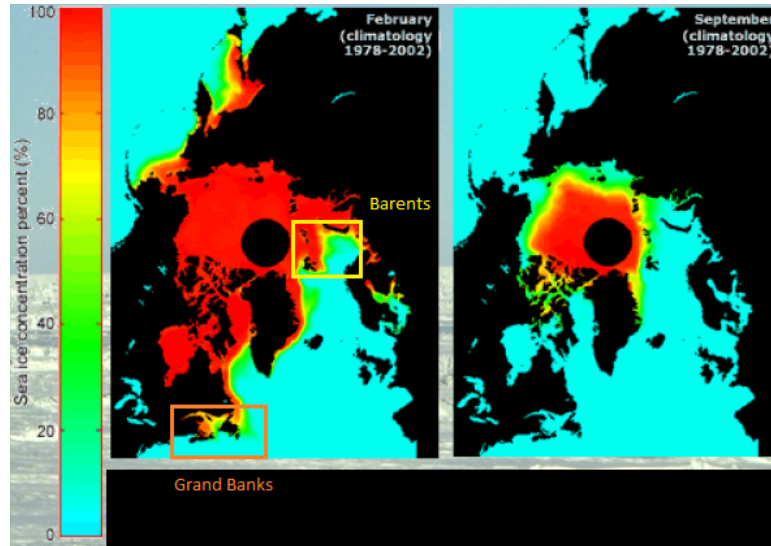 100
80
60
40
20
0
Sea ice concentration percent (%)
February
(climatology
1978-2002)
Barents
Grand Banks
September
(climatology
1978-2002)